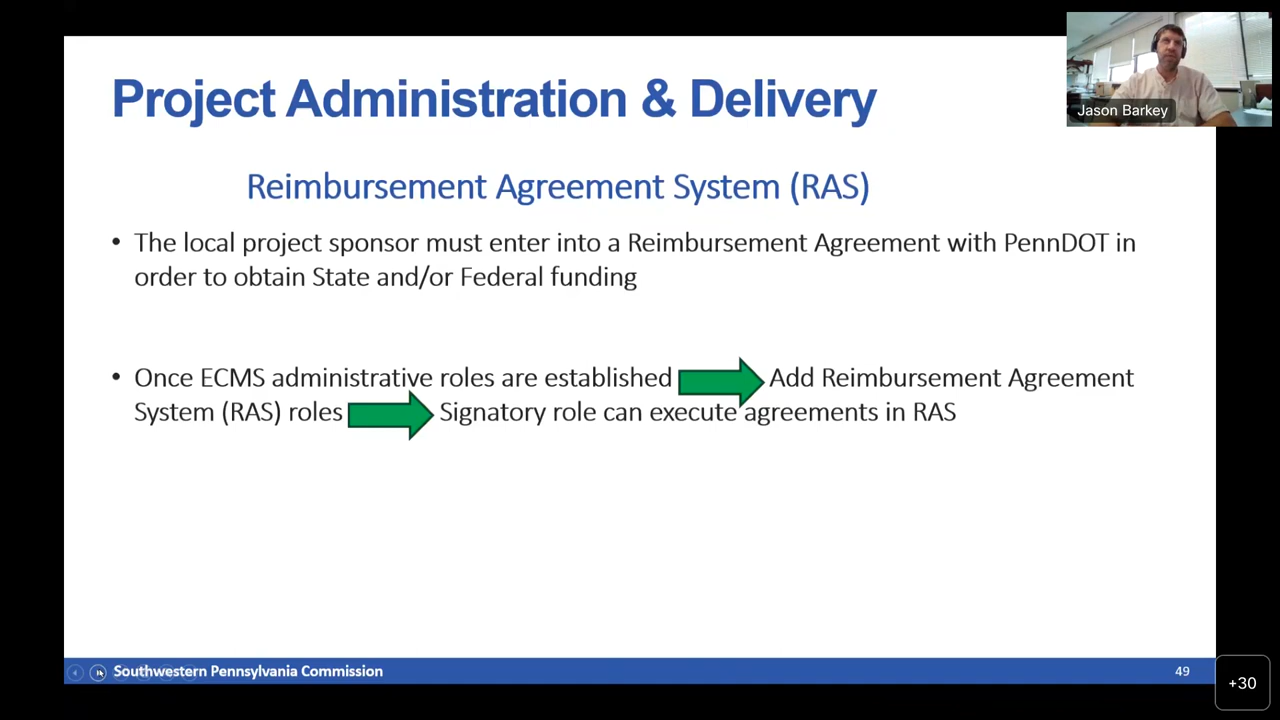 Project Administration & Delivery
Jason Barkey
Reimbursement Agreement System (RAS)
• The local project sponsor must enter into a Reimbursement Agreement with PennDOT in
order to obtain State and/or Federal funding
• Once ECMS administrative roles are established Add Reimbursement Agreement
System (RAS) roles Signatory role can execute agreements in RAS
Southwestern Pennsylvania Commission
49
+30